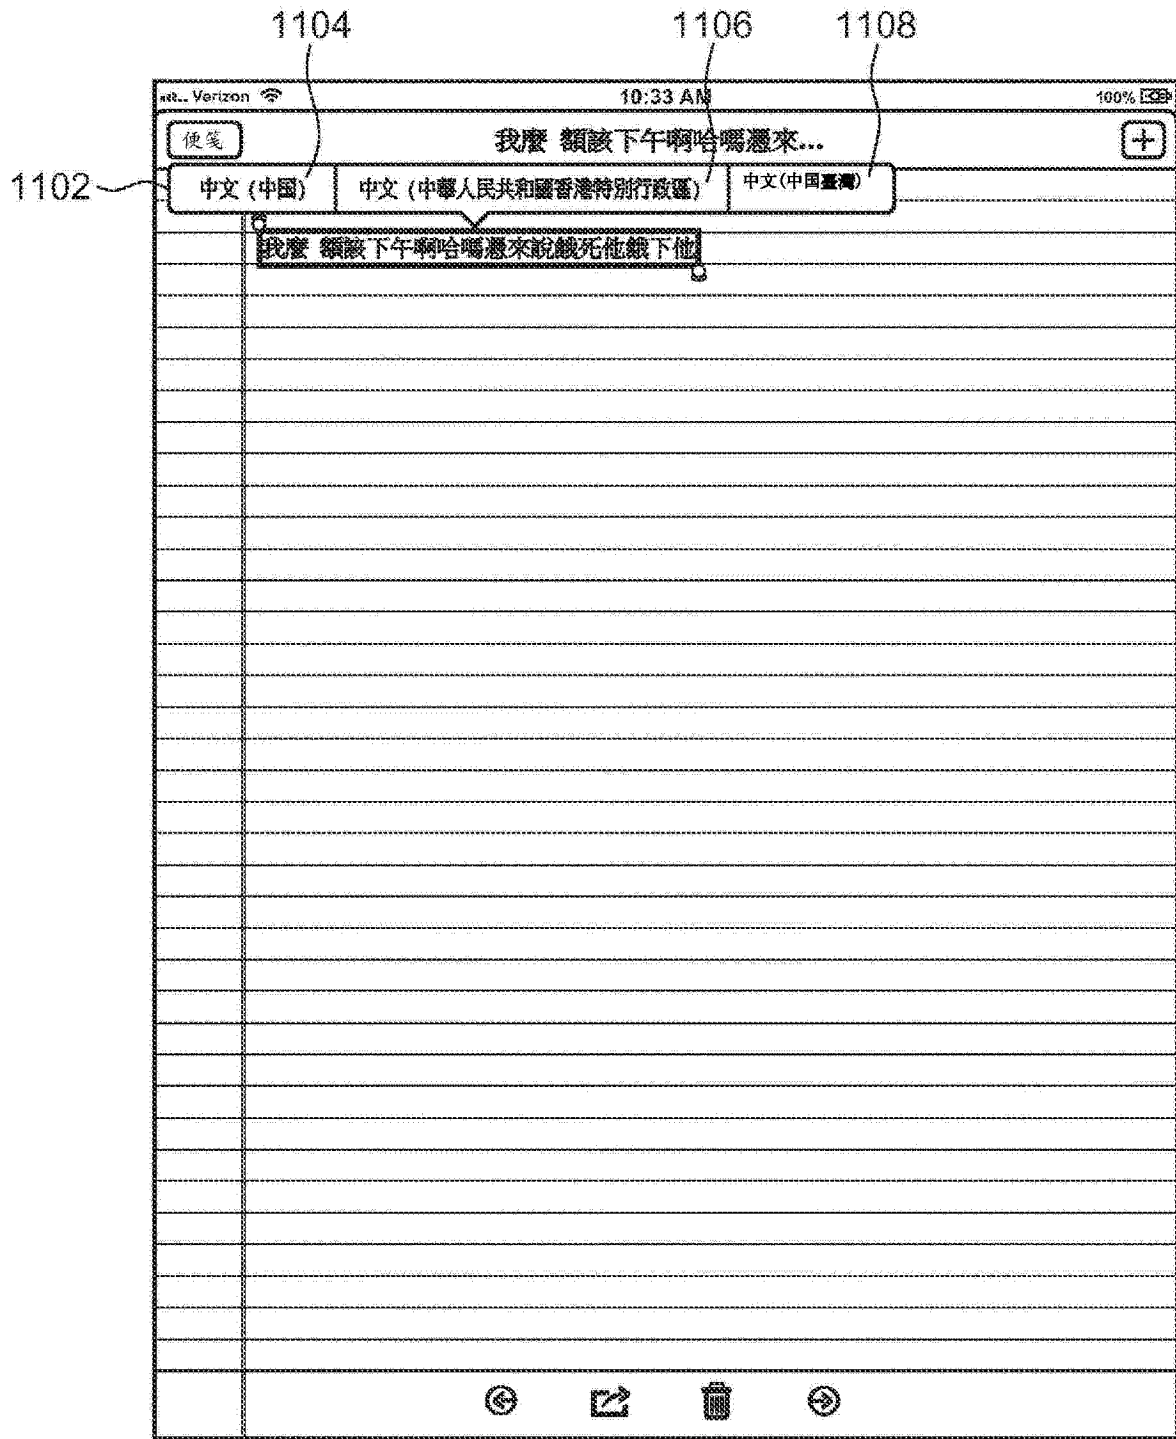 1104
1106
1108
Verizon 10:33 AM 100%
便笺 我麼 額該下午啊哈嗎憑來...
1102
中文 (中国) 中文 (中華人民共和國香港特別行政區) 中文(中国臺灣)
我麼 額該下午啊哈嗎憑來說餓死他餓下他